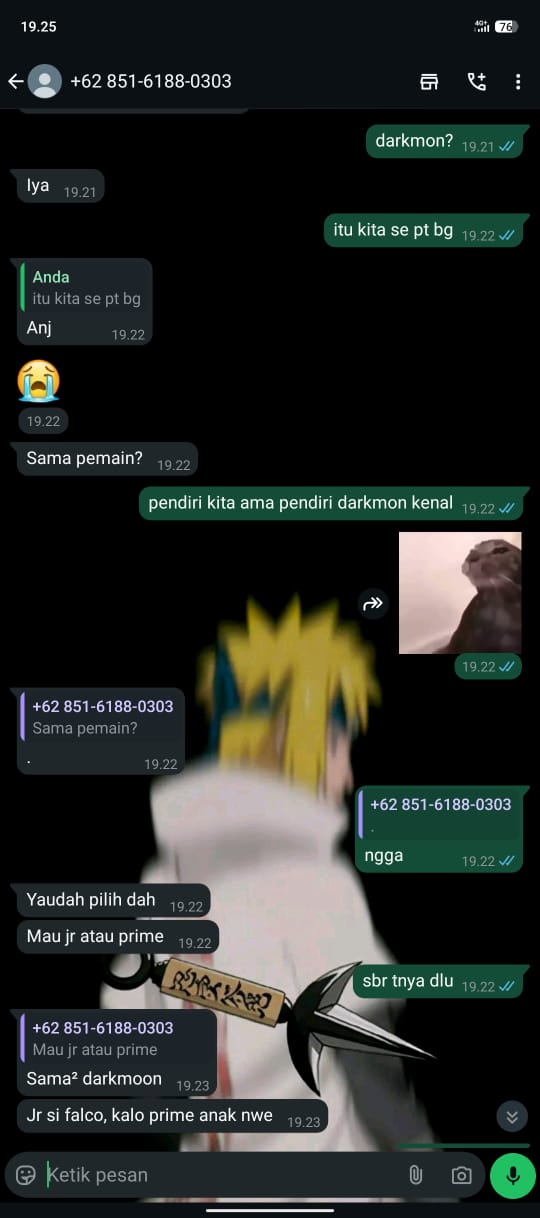 19.25
4G+
76
+62 851-6188-0303
darkmon? 19.21
Iya 19.21
itu kita se pt bg 19.22
Anda
itu kita se pt bg
Anj 19.22
19.22
Sama pemain? 19.22
pendiri kita ama pendiri darkmon kenal 19.22
19.22
+62 851-6188-0303
Sama pemain?
. 19.22
+62 851-6188-0303
.
ngga 19.22
Yaudah pilih dah 19.22
Mau jr atau prime 19.22
sbr tnya dlu 19.22
+62 851-6188-0303
Mau jr atau prime
Sama² darkmoon 19.23
Jr si falco, kalo prime anak nwe 19.23
Ketik pesan